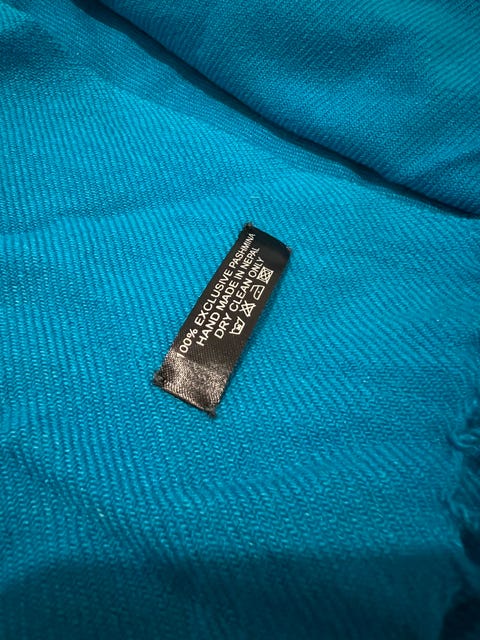 100% EXCLUSIVE PASHMINA
HAND MADE IN NEPAL
DRY CLEAN ONLY